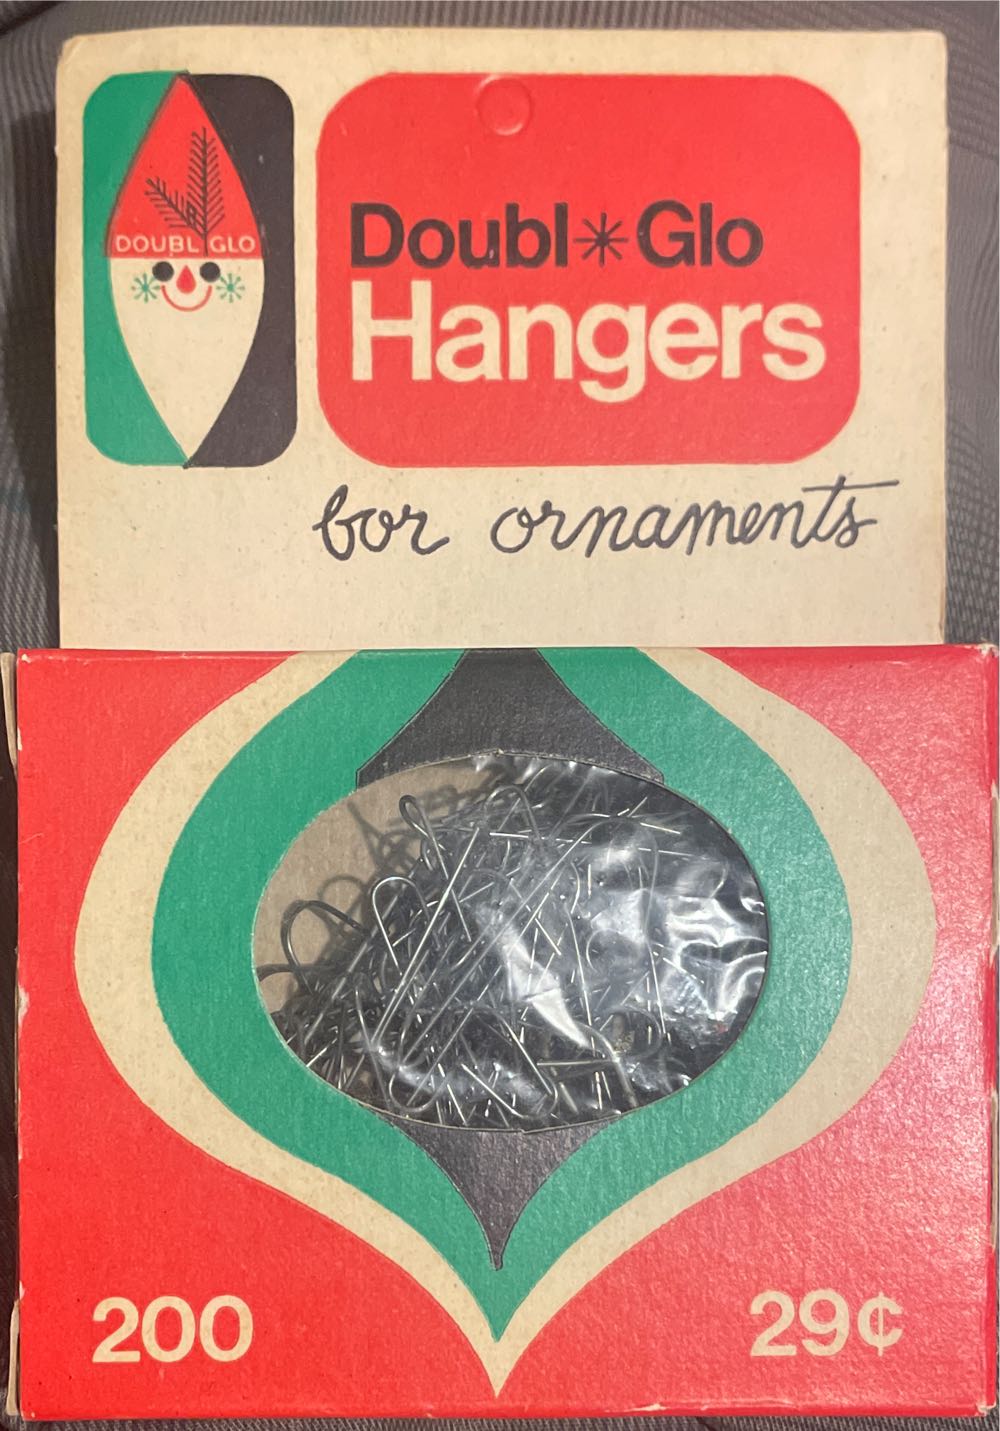 DOUBL GLO
Doubl*Glo
Hangers
for ornaments
200
29¢